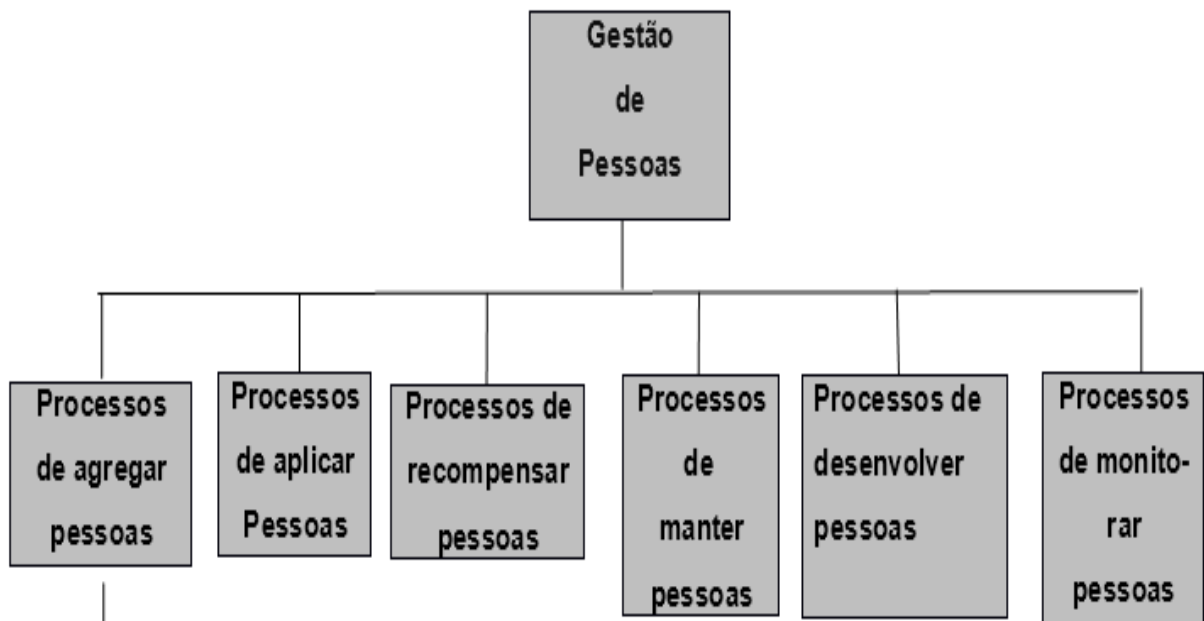 Gestão
de
Pessoas
Processos
de agregar
pessoas
Processos
de aplicar
Pessoas
Processos de
recompensar
pessoas
Processos
de
manter
pessoas
Processos de
desenvolver
pessoas
Processos
de monito-
rar
pessoas